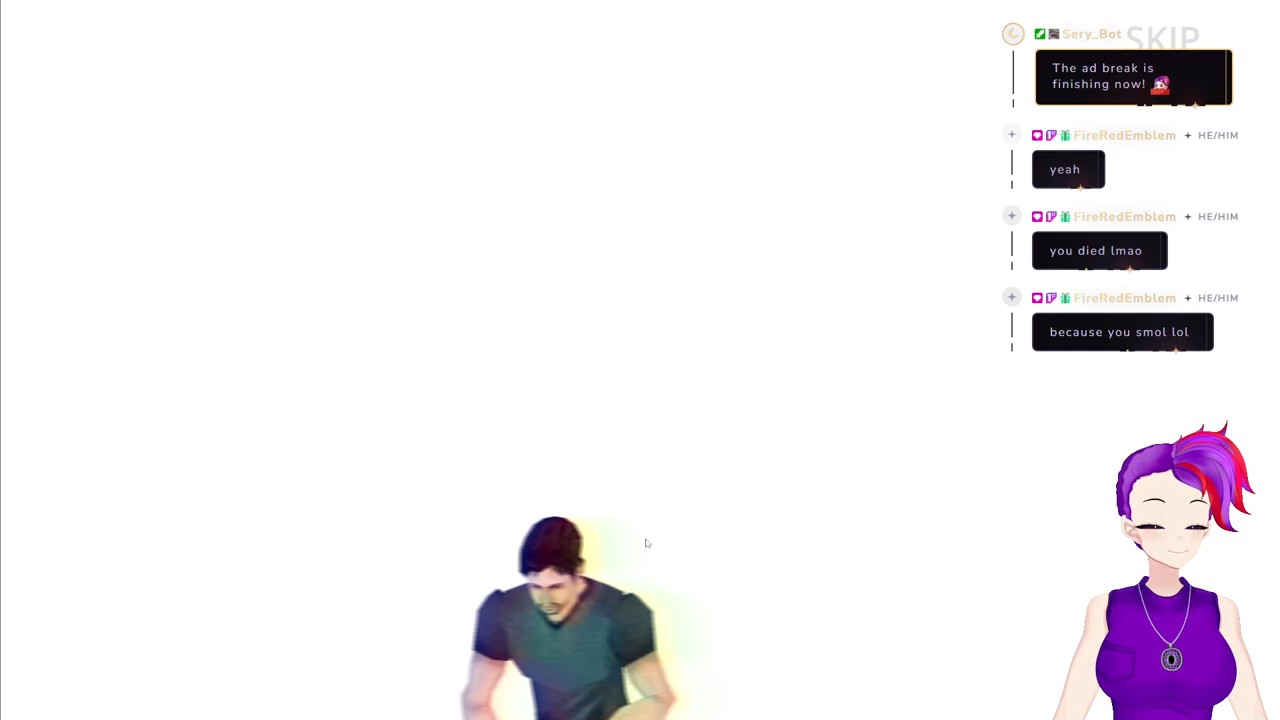 SKIP
Sery_Bot
The ad break is
finishing now!
FireRedEmblem HE/HIM
yeah
FireRedEmblem HE/HIM
you died lmao
FireRedEmblem HE/HIM
because you smol lol